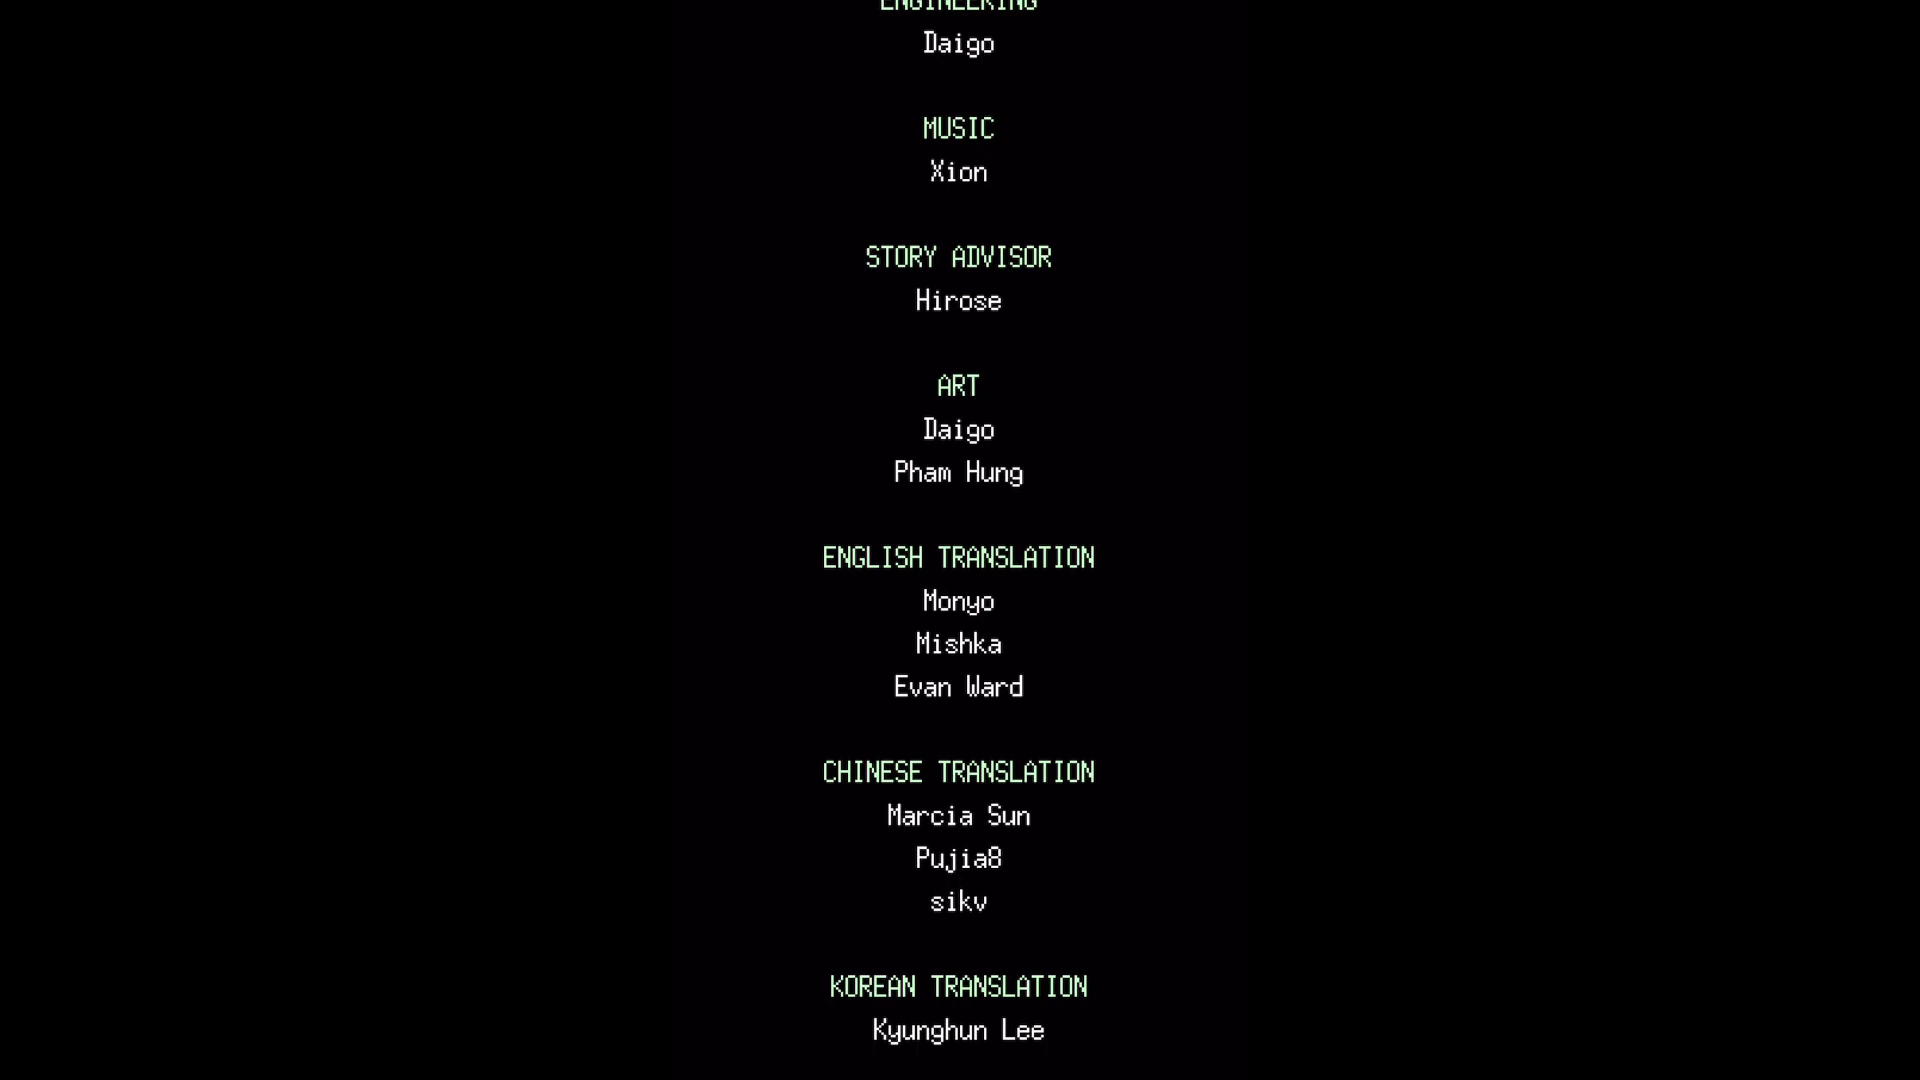 ENGINEERING
Daigo
MUSIC
Xion
STORY ADVISOR
Hirose
ART
Daigo
Pham Hung
ENGLISH TRANSLATION
Monyo
Mishka
Evan Ward
CHINESE TRANSLATION
Marcia Sun
Pujia8
sikv
KOREAN TRANSLATION
Kyunghun Lee